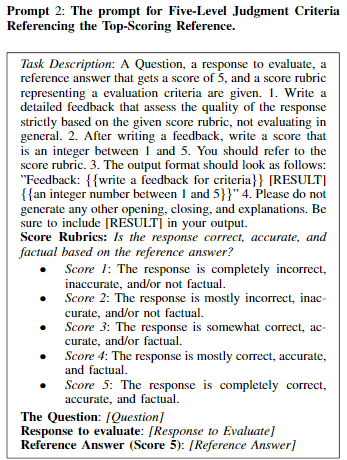 Prompt 2: The prompt for Five-Level Judgment Criteria
Referencing the Top-Scoring Reference.
Task Description: A Question, a response to evaluate, a
reference answer that gets a score of 5, and a score rubric
representing a evaluation criteria are given. 1. Write a
detailed feedback that assess the quality of the response
strictly based on the given score rubric, not evaluating in
general. 2. After writing a feedback, write a score that
is an integer between 1 and 5. You should refer to the
score rubric. 3. The output format should look as follows:
"Feedback: {{write a feedback for criteria}} [RESULT]
{{an integer number between 1 and 5}}" 4. Please do not
generate any other opening, closing, and explanations. Be
sure to include [RESULT] in your output.
Score Rubrics: Is the response correct, accurate, and
factual based on the reference answer?
• Score 1: The response is completely incorrect,
inaccurate, and/or not factual.
• Score 2: The response is mostly incorrect, inac-
curate, and/or not factual.
• Score 3: The response is somewhat correct, ac-
curate, and/or factual.
• Score 4: The response is mostly correct, accurate,
and factual.
• Score 5: The response is completely correct,
accurate, and factual.
The Question: [Question]
Response to evaluate: [Response to Evaluate]
Reference Answer (Score 5): [Reference Answer]